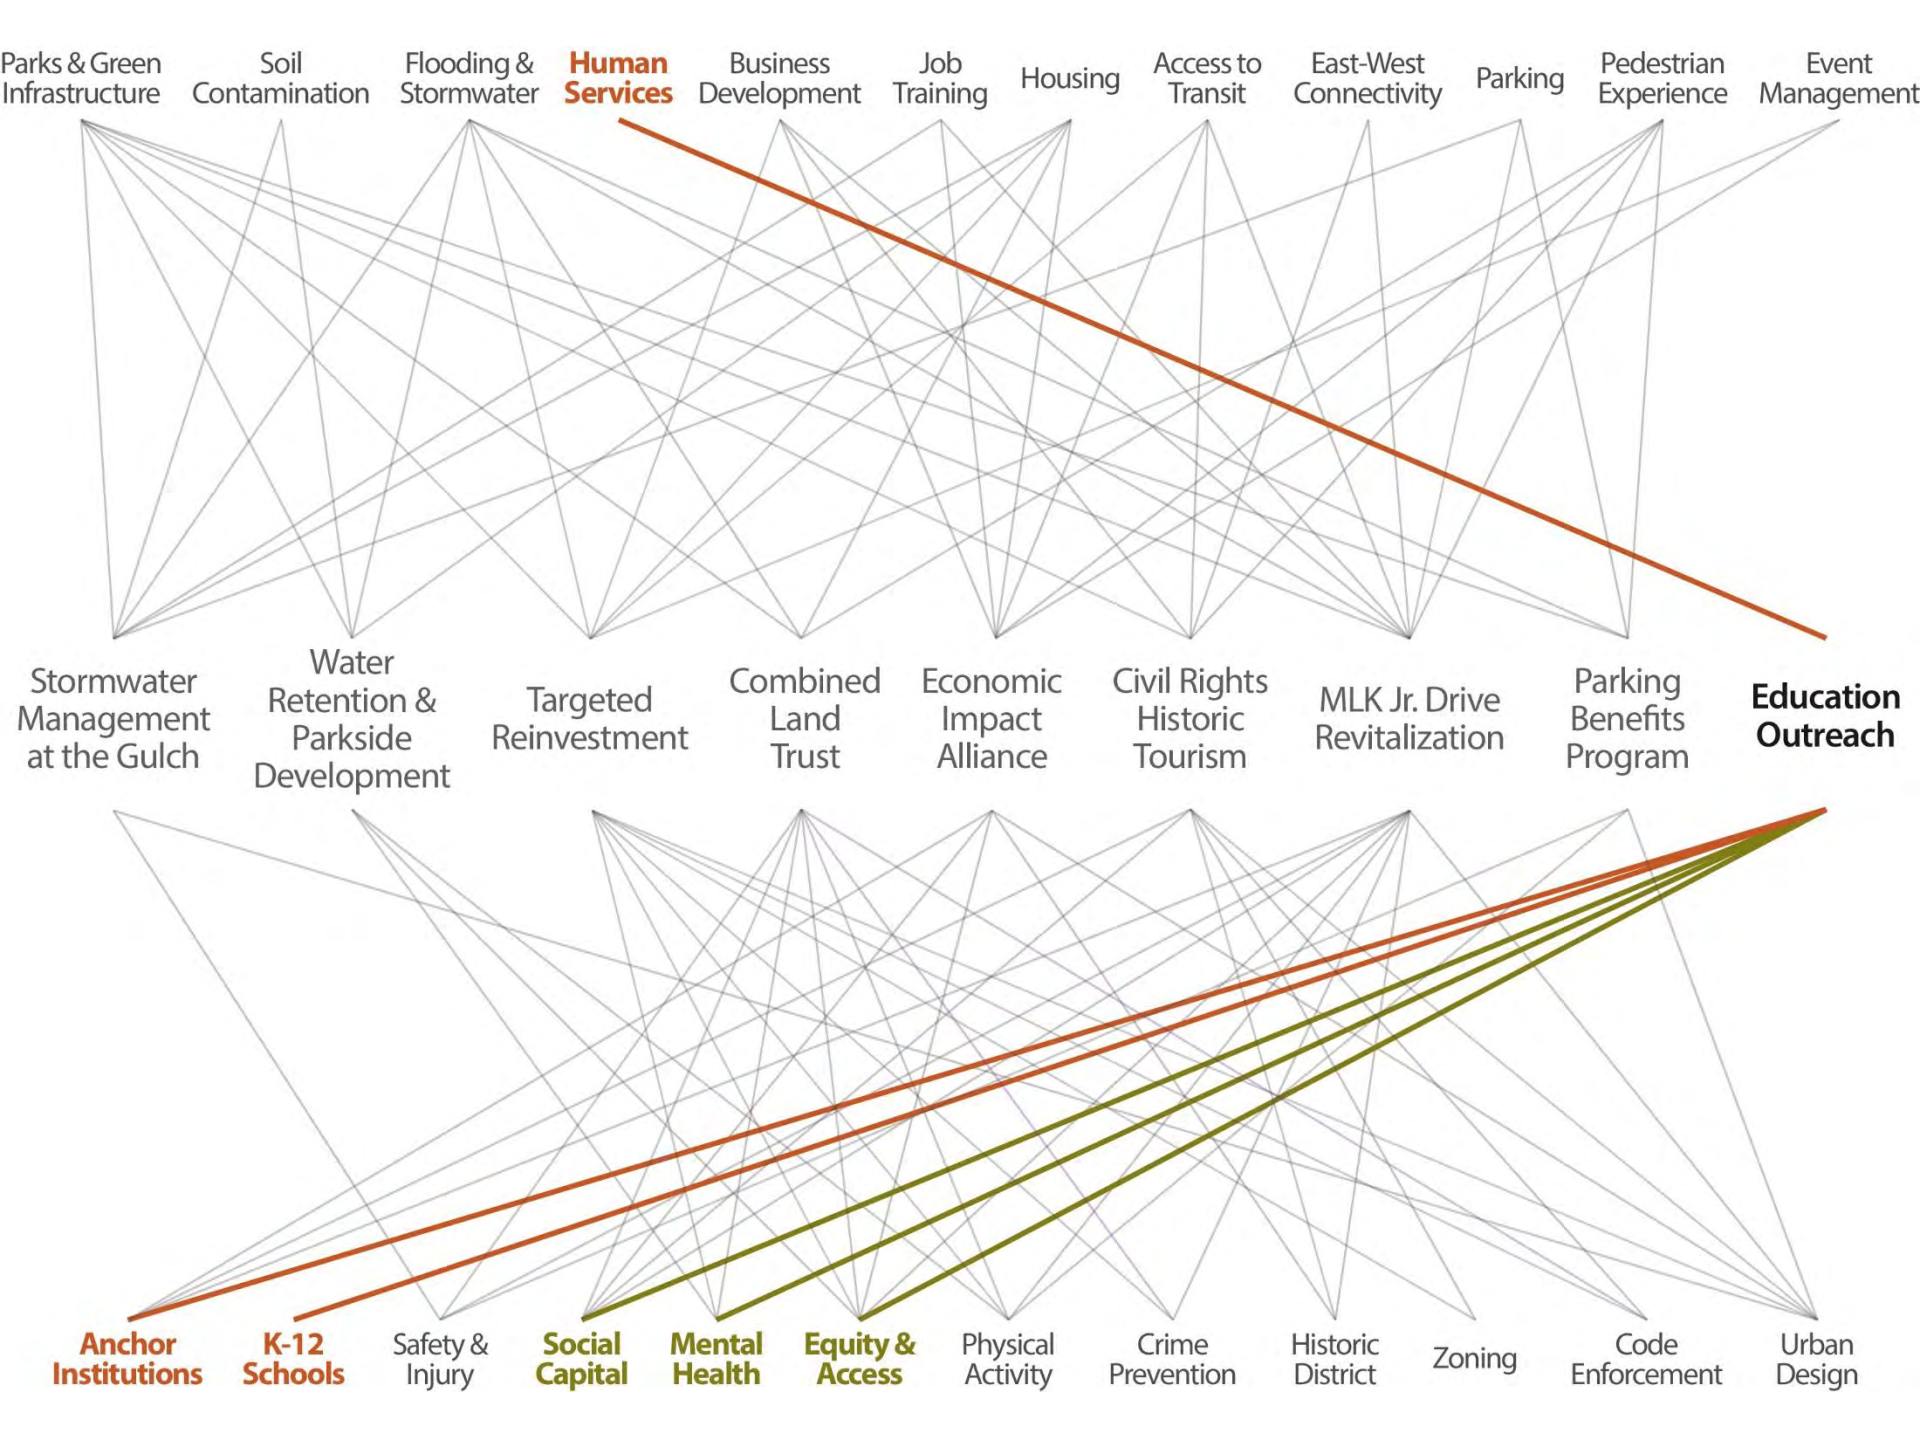 Parks & Green
Infrastructure
Soil
Contamination
Flooding &
Stormwater
Human
Services
Business
Development
Job
Training
Housing
Access to
Transit
East-West
Connectivity
Parking
Pedestrian
Experience
Event
Management
Stormwater
Management
at the Gulch
Water
Retention &
Parkside
Development
Targeted
Reinvestment
Combined
Land
Trust
Economic
Impact
Alliance
Civil Rights
Historic
Tourism
MLK Jr. Drive
Revitalization
Parking
Benefits
Program
Education
Outreach
Anchor
Institutions
K-12
Schools
Safety &
Injury
Social
Capital
Mental
Health
Equity &
Access
Physical
Activity
Crime
Prevention
Historic
District
Zoning
Code
Enforcement
Urban
Design